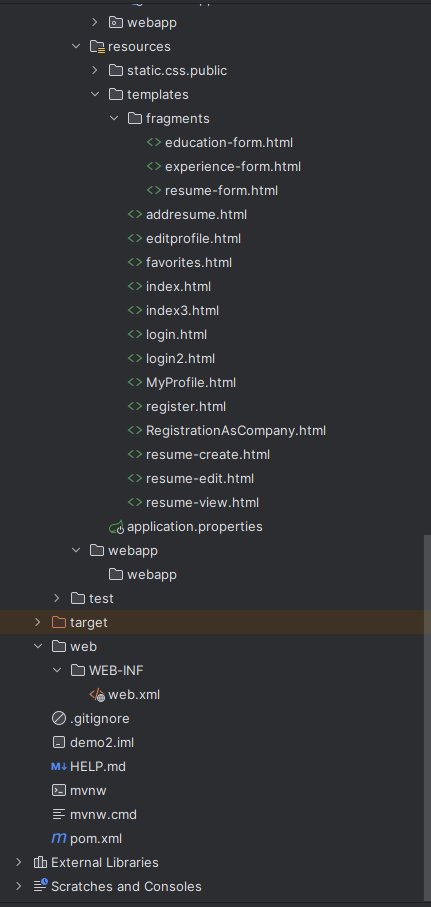 webapp
resources
static.css.public
templates
fragments
education-form.html
experience-form.html
resume-form.html
addresume.html
editprofile.html
favorites.html
index.html
index3.html
login.html
login2.html
MyProfile.html
register.html
RegistrationAsCompany.html
resume-create.html
resume-edit.html
resume-view.html
application.properties
webapp
webapp
test
target
web
WEB-INF
web.xml
.gitignore
demo2.iml
M↓ HELP.md
mvnw
mvnw.cmd
m pom.xml
External Libraries
Scratches and Consoles